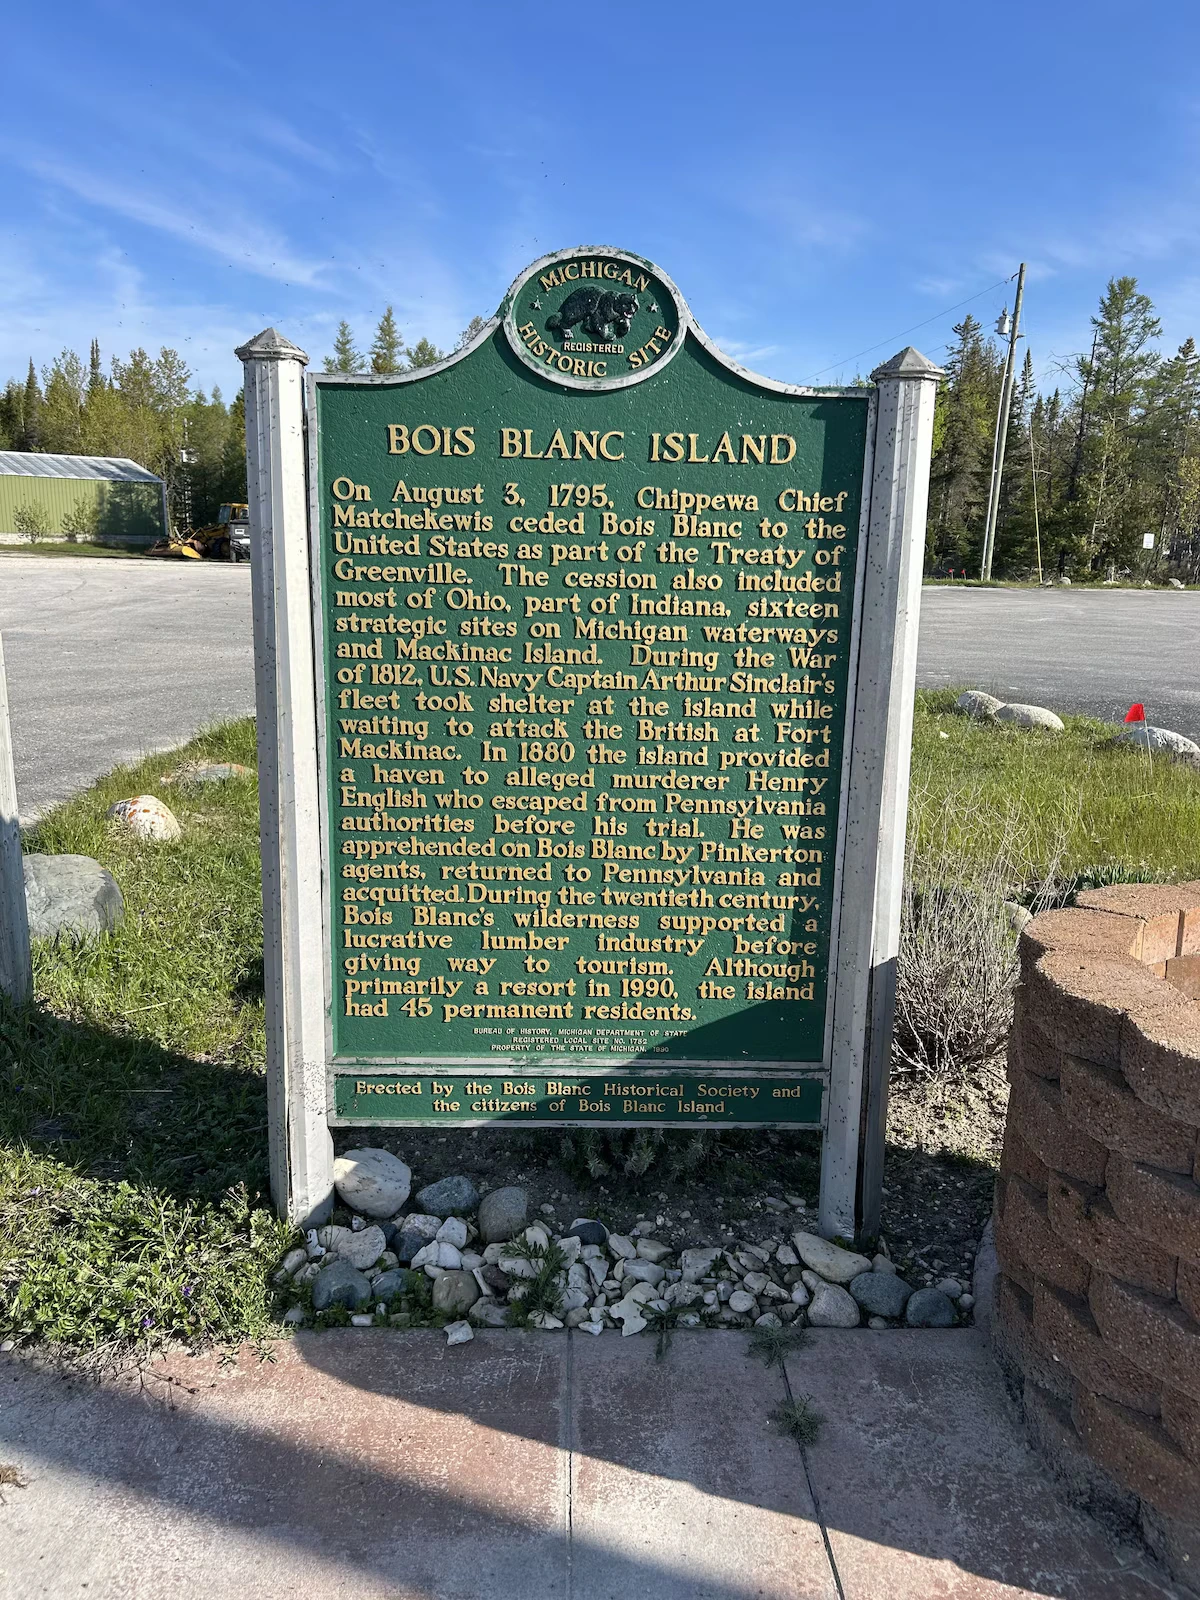 MICHIGAN
REGISTERED
HISTORIC SITE
BOIS BLANC ISLAND
On August 3, 1795, Chippewa Chief
Matchekewis ceded Bois Blanc to the
United States as part of the Treaty of
Greenville. The cession also included
most of Ohio, part of Indiana, sixteen
strategic sites on Michigan waterways
and Mackinac Island. During the War
of 1812, U.S. Navy Captain Arthur Sinclair's
fleet took shelter at the island while
waiting to attack the British at Fort
Mackinac. In 1880 the island provided
a haven to alleged murderer Henry
English who escaped from Pennsylvania
authorities before his trial. He was
apprehended on Bois Blanc by Pinkerton
agents, returned to Pennsylvania and
acquitted. During the twentieth century,
Bois Blanc's wilderness supported a
lucrative lumber industry before
giving way to tourism. Although
primarily a resort in 1990, the island
had 45 permanent residents.
BUREAU OF HISTORY, MICHIGAN DEPARTMENT OF STATE
REGISTERED LOCAL SITE NO. 1782
PROPERTY OF THE STATE OF MICHIGAN, 1990
Erected by the Bois Blanc Historical Society and
the citizens of Bois Blanc Island